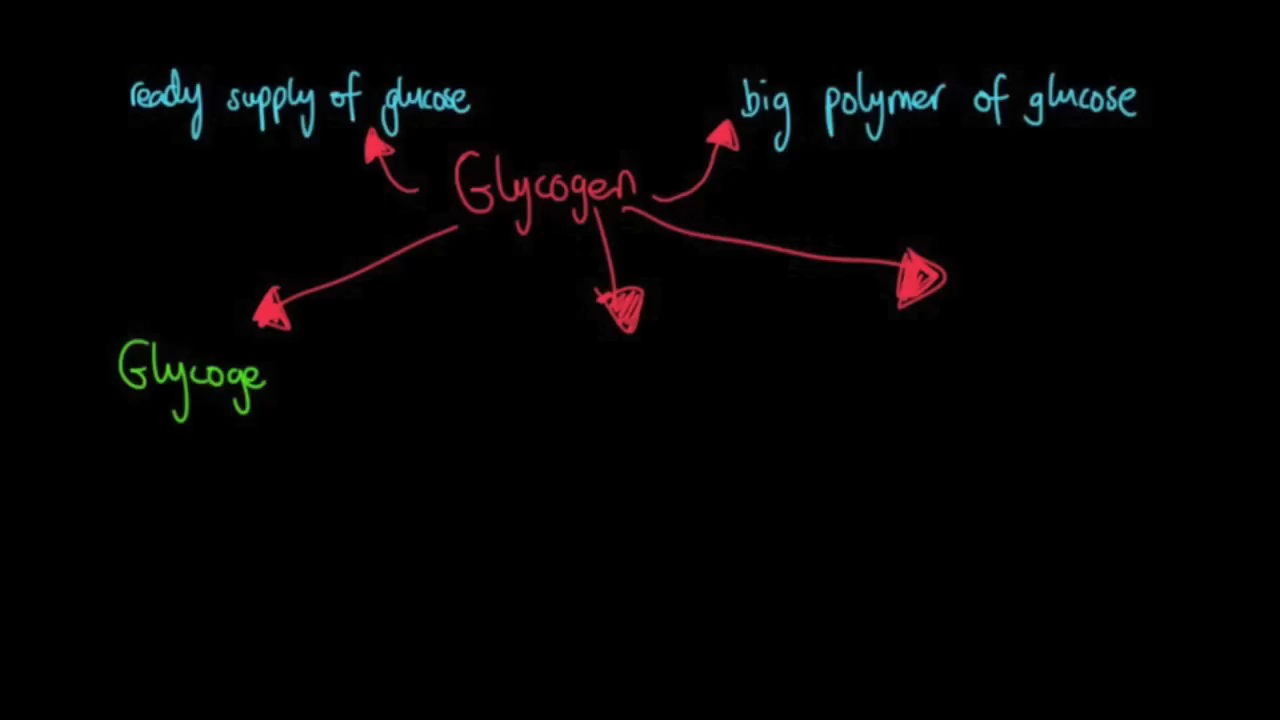 ready supply of glucose
big polymer of glucose
Glycogen
Glycoge